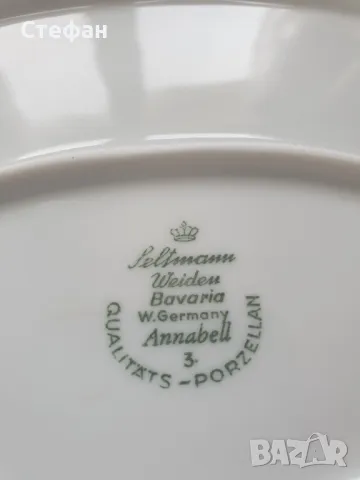 Стефан
Seltmann
Weiden
Bavaria
W. Germany
Annabell
3.
QUALITÄTS-PORZELLAN
BAZAR
bg